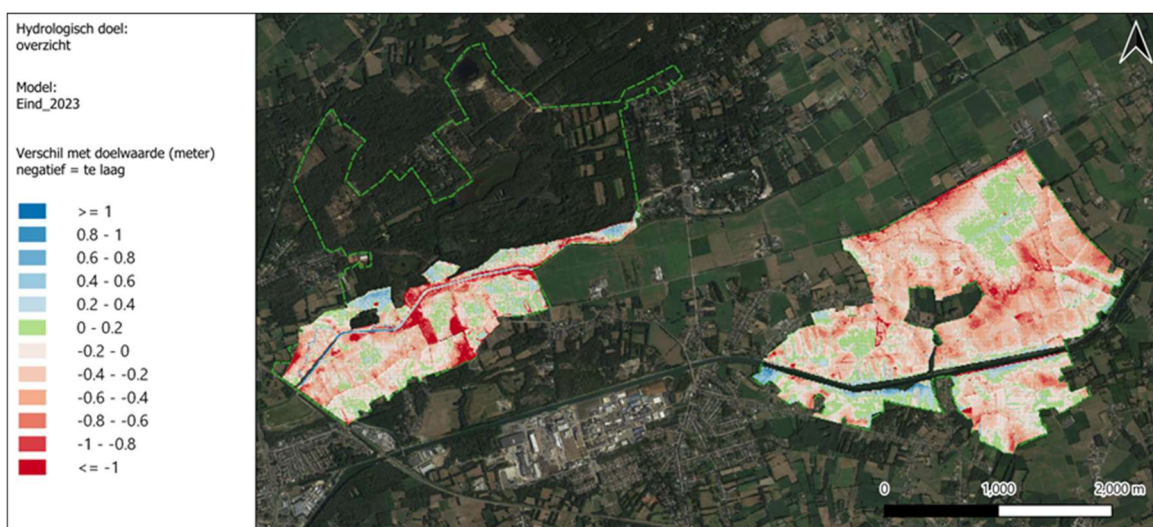 Hydrologisch doel:
overzicht
Model:
Eind_2023
Verschil met doelwaarde (meter)
negatief = te laag
>= 1
0.8 - 1
0.6 - 0.8
0.4 - 0.6
0.2 - 0.4
0 - 0.2
-0.2 - 0
-0.4 - -0.2
-0.6 - -0.4
-0.8 - -0.6
-1 - -0.8
<= -1
0 1,000 2,000 m